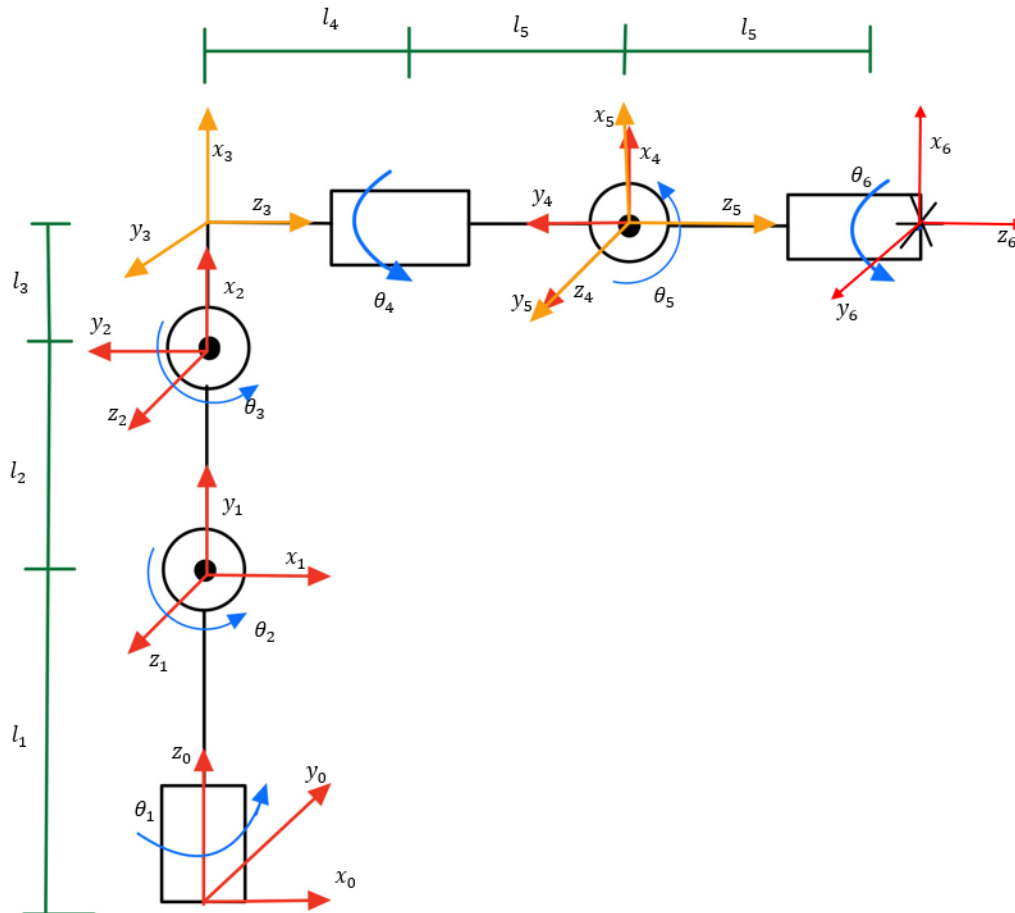 l₄ l₅ l₅
x₅ x₄ x₆
x₃ θ₆
z₃ y₄ z₅ z₆
y₃
θ₄ y₅ z₄ θ₅ y₆
l₃ x₂
y₂
z₂ θ₃
l₂
y₁
x₁
z₁ θ₂
l₁
z₀ y₀
θ₁
x₀